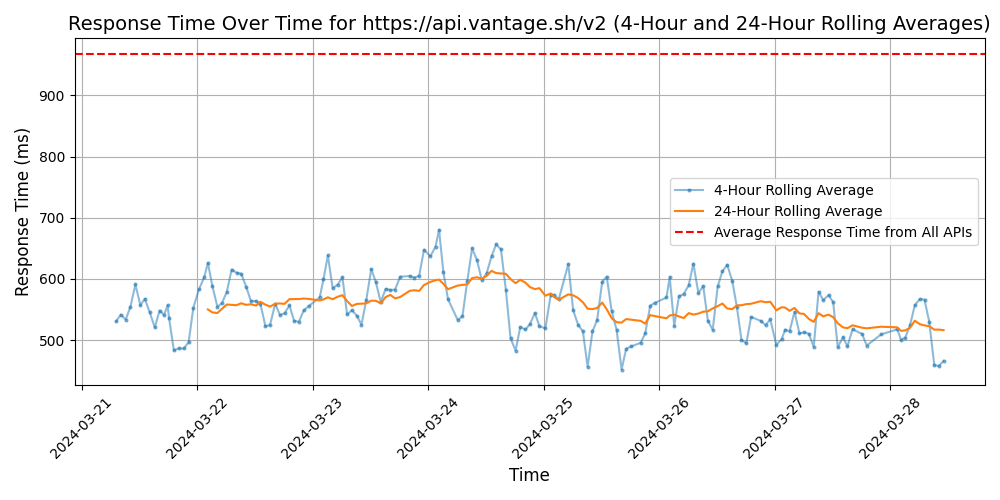 Response Time Over Time for https://api.vantage.sh/v2 (4-Hour and 24-Hour Rolling Averages)
Response Time (ms)
900
800
700
600
500
4-Hour Rolling Average
24-Hour Rolling Average
Average Response Time from All APIs
2024-03-21
2024-03-22
2024-03-23
2024-03-24
2024-03-25
2024-03-26
2024-03-27
2024-03-28
Time